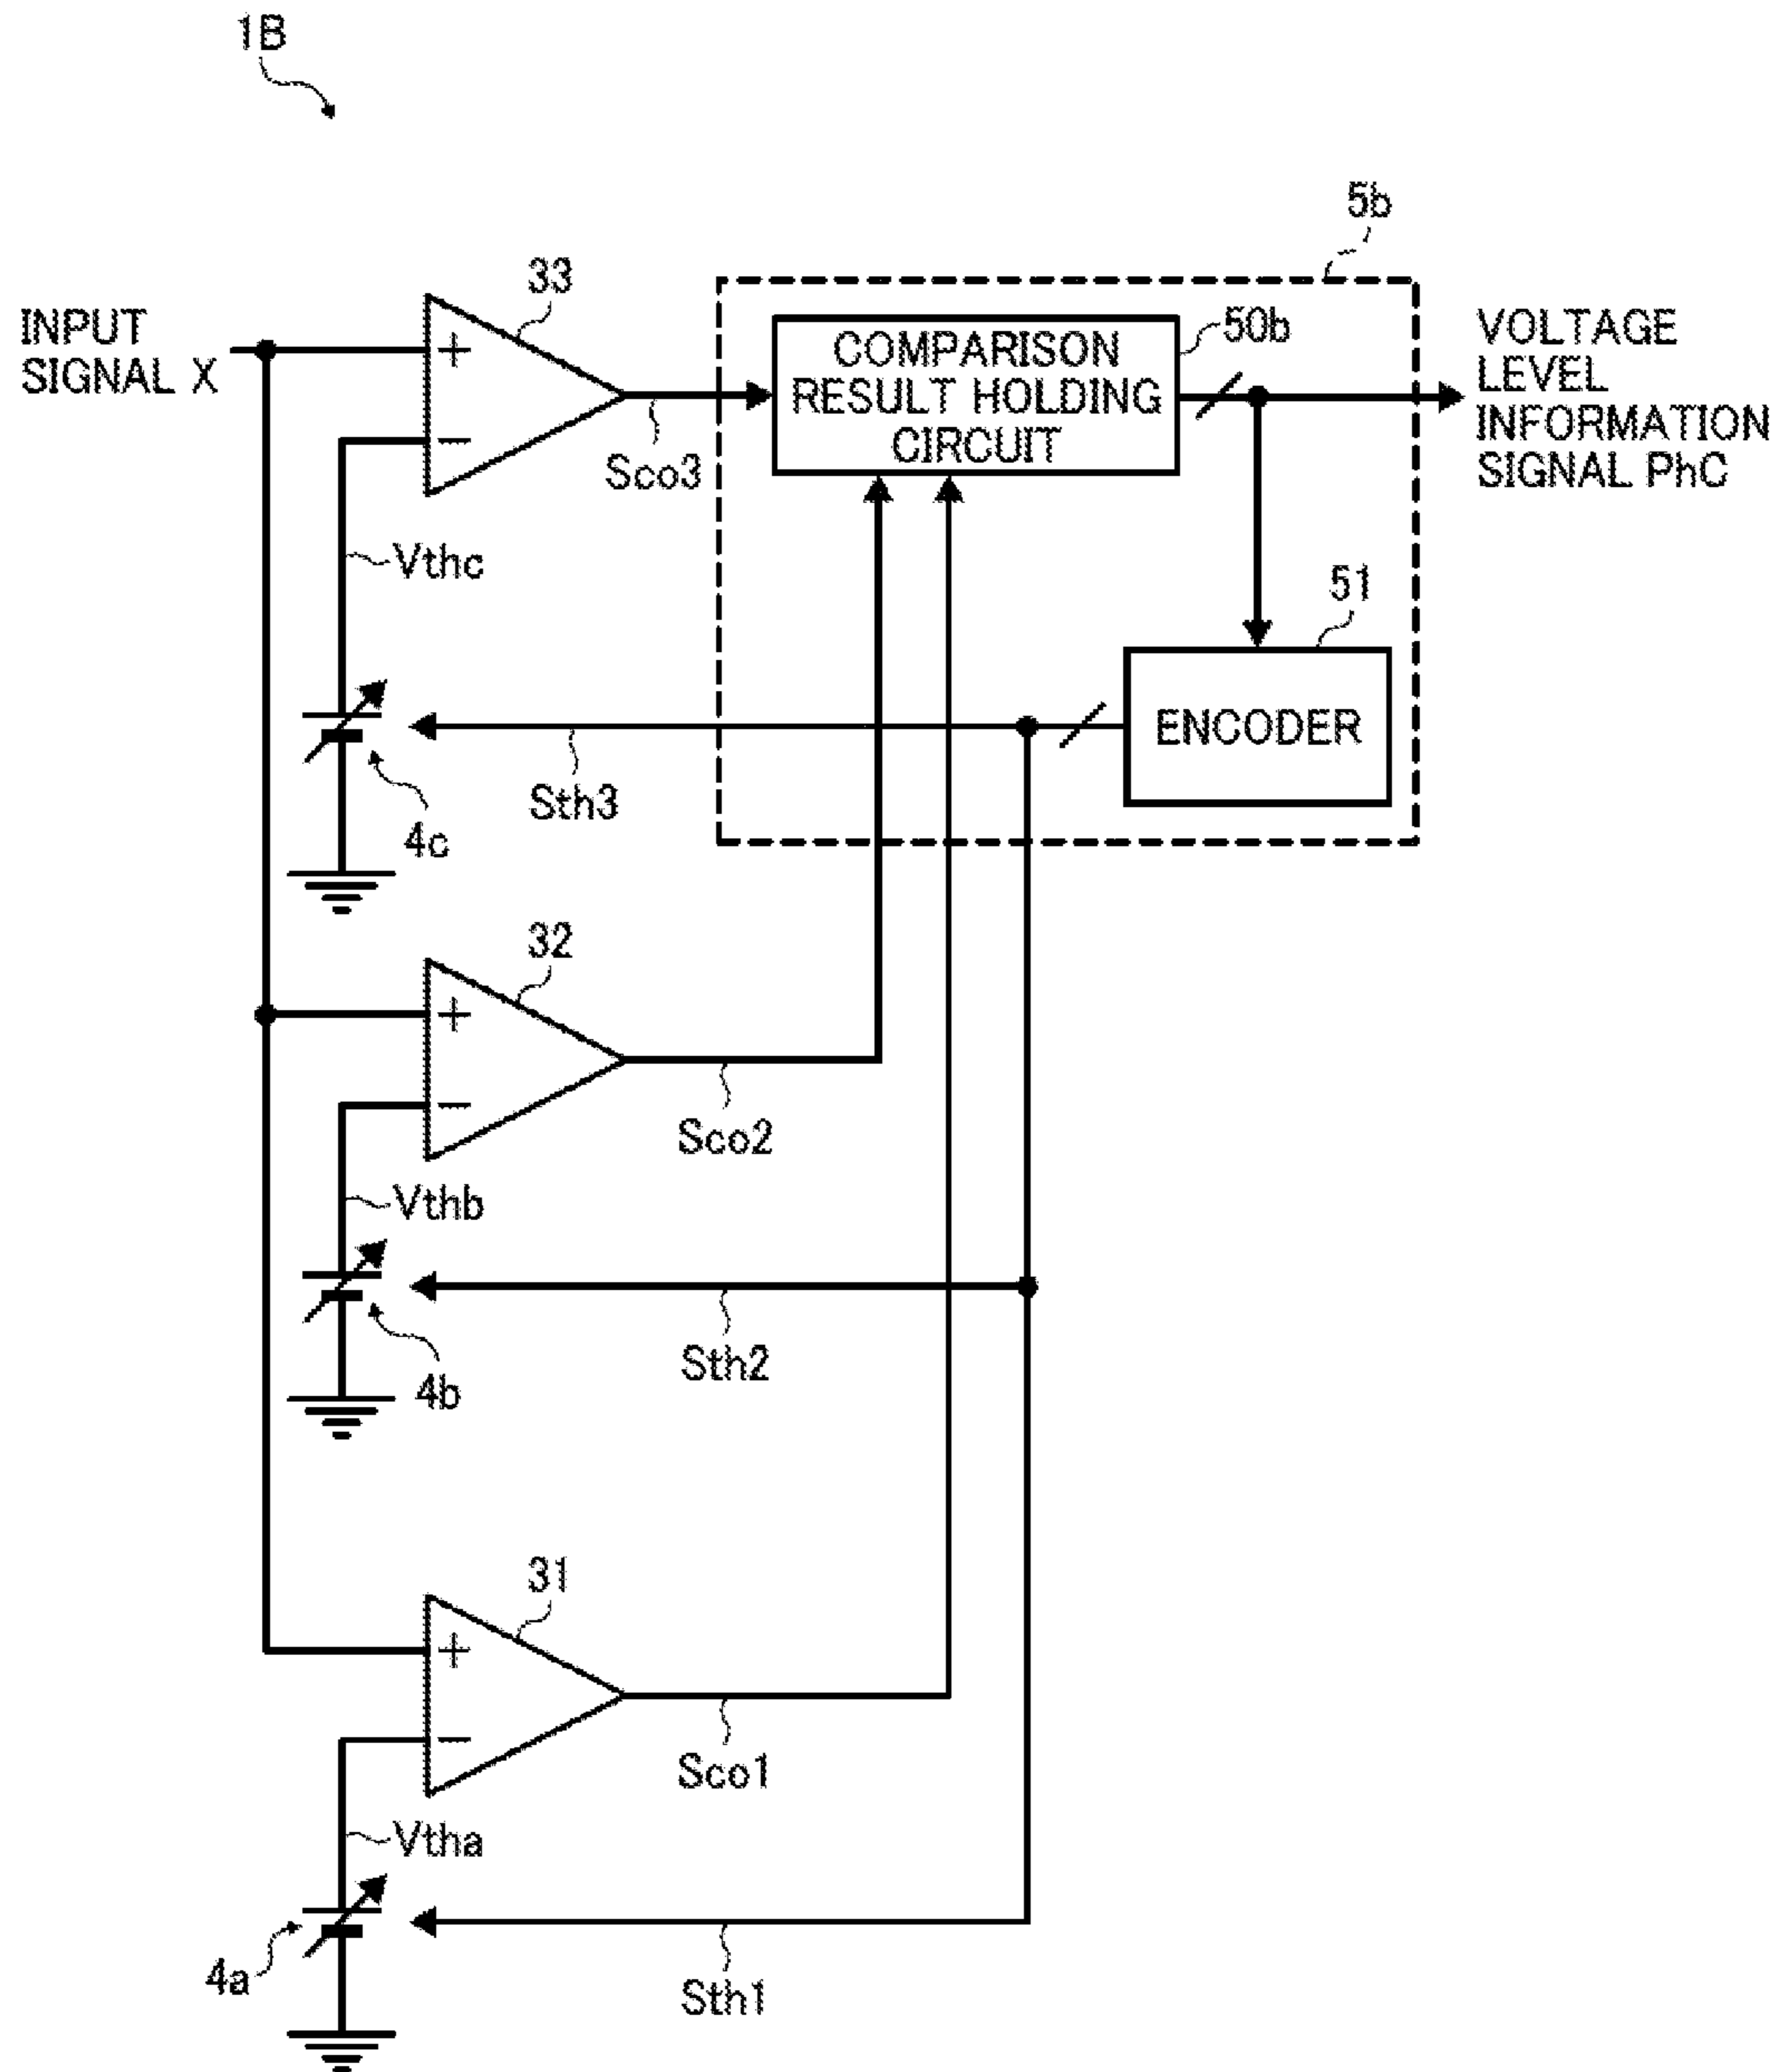 1B
5b
33
INPUT
SIGNAL X
+
−
COMPARISON
RESULT HOLDING
CIRCUIT
50b
VOLTAGE
LEVEL
INFORMATION
SIGNAL PhC
Sco3
Vthc
51
ENCODER
Sth3
4c
32
+
−
Sco2
Vthb
Sth2
4b
31
+
−
Sco1
Vtha
4a
Sth1